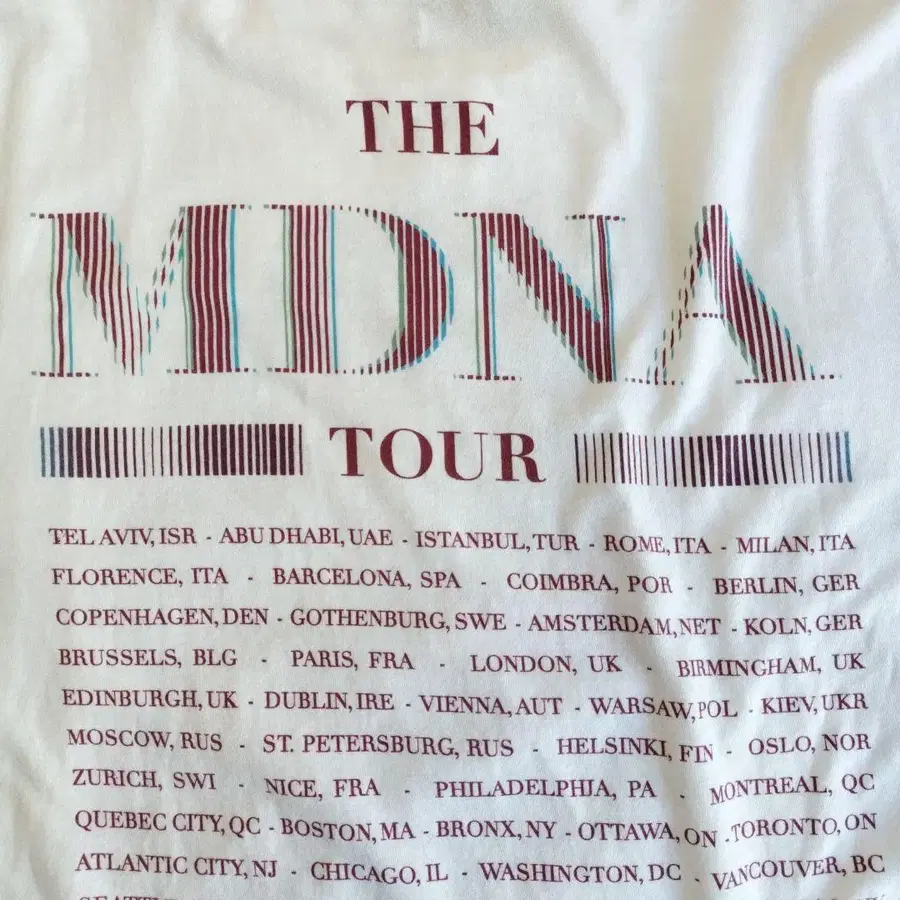 THE
MDNA
TOUR
TEL AVIV, ISR - ABU DHABI, UAE - ISTANBUL, TUR - ROME, ITA - MILAN, ITA
FLORENCE, ITA - BARCELONA, SPA - COIMBRA, POR - BERLIN, GER
COPENHAGEN, DEN - GOTHENBURG, SWE - AMSTERDAM, NET - KOLN, GER
BRUSSELS, BLG - PARIS, FRA - LONDON, UK - BIRMINGHAM, UK
EDINBURGH, UK - DUBLIN, IRE - VIENNA, AUT - WARSAW, POL - KIEV, UKR
MOSCOW, RUS - ST. PETERSBURG, RUS - HELSINKI, FIN - OSLO, NOR
ZURICH, SWI - NICE, FRA - PHILADELPHIA, PA - MONTREAL, QC
QUEBEC CITY, QC - BOSTON, MA - BRONX, NY - OTTAWA, ON - TORONTO, ON
ATLANTIC CITY, NJ - CHICAGO, IL - WASHINGTON, DC - VANCOUVER, BC